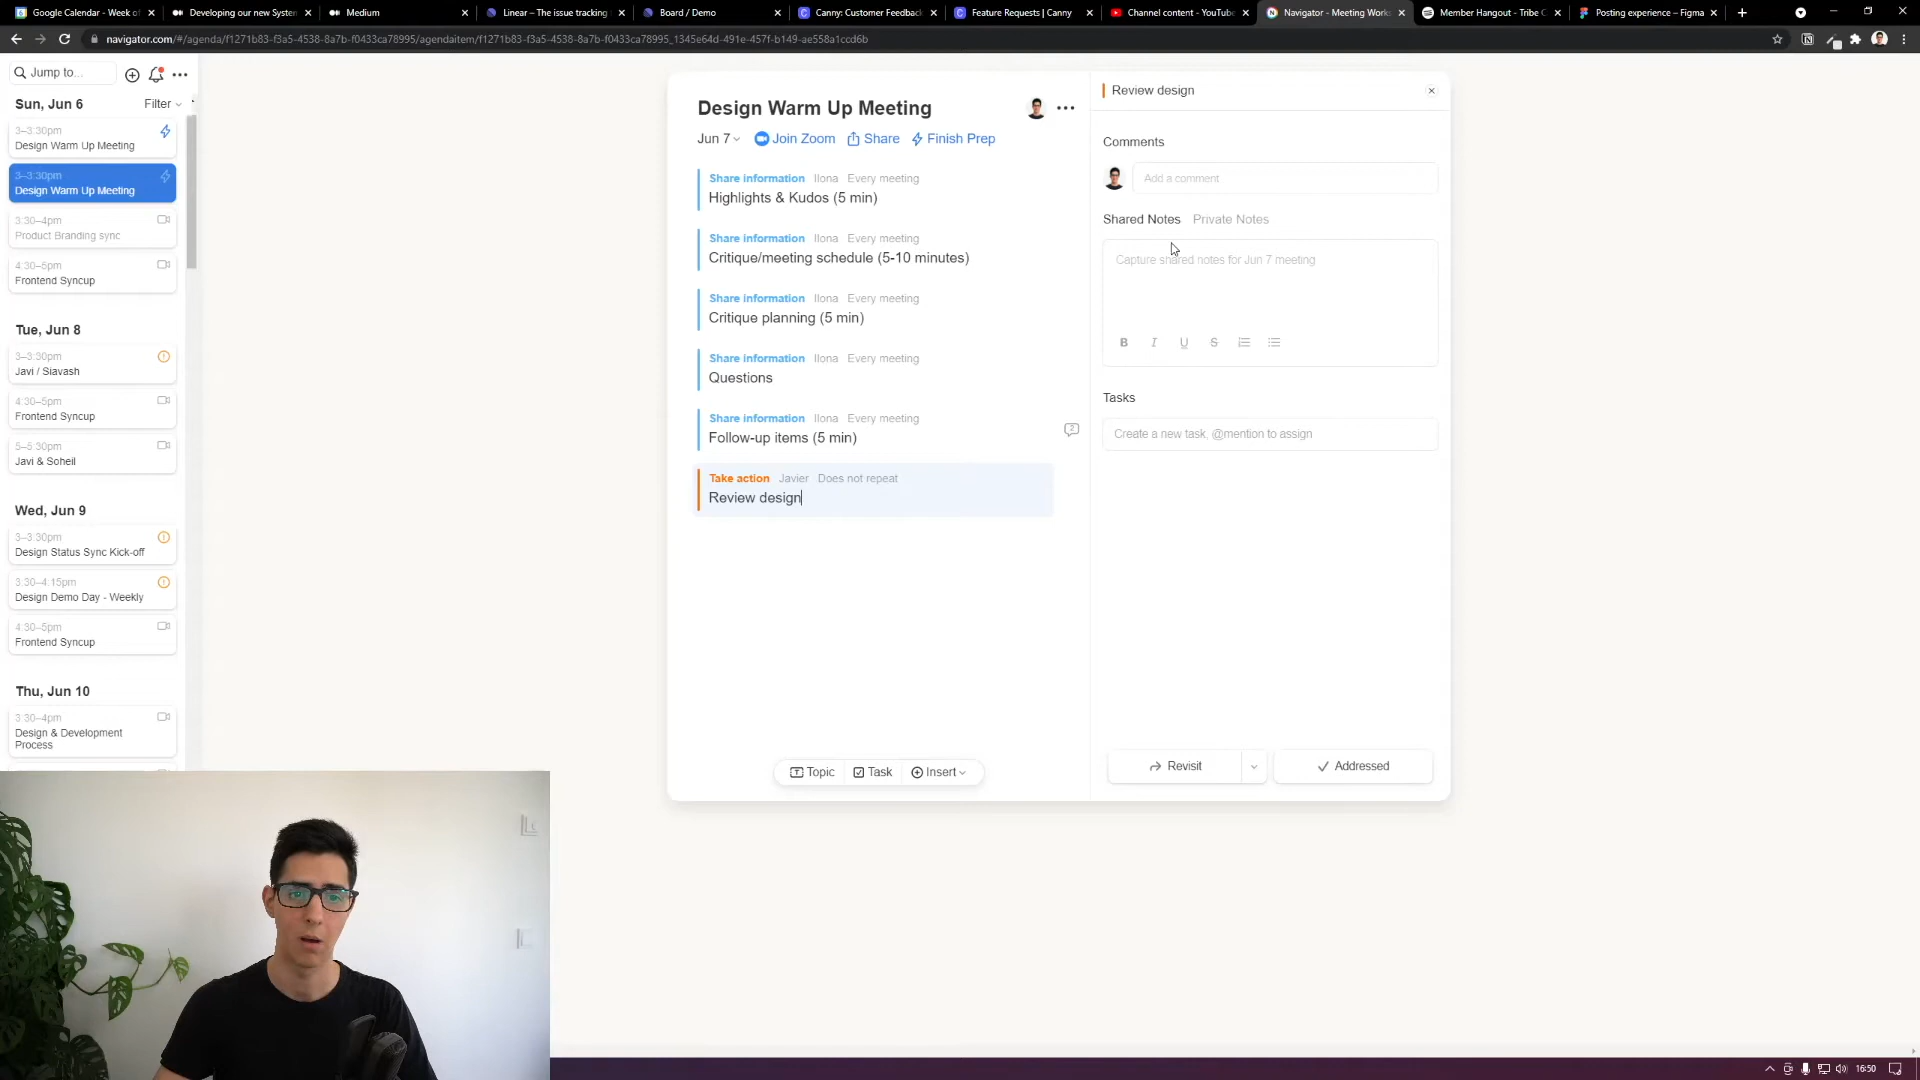 Google Calendar - Week of
Developing our new System
Medium
Linear – The issue tracking
Board / Demo
Canny: Customer Feedback
Feature Requests | Canny
Channel content - YouTube
Navigator - Meeting Works
Member Hangout - Tribe C
Posting experience – Figma
navigator.com/#/agenda/f1271b83-f3a5-4538-8a7b-f0433ca78995/agendaitem/f1271b83-f3a5-4538-8a7b-f0433ca78995_1345e64d-491e-457f-b149-ae558a1ccd6b
Jump to...
Sun, Jun 6
Filter
3–3:30pm
Design Warm Up Meeting
3–3:30pm
Design Warm Up Meeting
3:30–4pm
Product Branding sync
4:30–5pm
Frontend Syncup
Tue, Jun 8
3–3:30pm
Javi / Siavash
4:30–5pm
Frontend Syncup
5–5:30pm
Javi & Soheil
Wed, Jun 9
3–3:30pm
Design Status Sync Kick-off
3:30–4:15pm
Design Demo Day - Weekly
4:30–5pm
Frontend Syncup
Thu, Jun 10
3:30–4pm
Design & Development
Process
Design Warm Up Meeting
Jun 7
Join Zoom
Share
Finish Prep
Share information Ilona Every meeting
Highlights & Kudos (5 min)
Share information Ilona Every meeting
Critique/meeting schedule (5-10 minutes)
Share information Ilona Every meeting
Critique planning (5 min)
Share information Ilona Every meeting
Questions
Share information Ilona Every meeting
Follow-up items (5 min)
2
Take action Javier Does not repeat
Review design
Topic
Task
Insert
Review design
Comments
Add a comment
Shared Notes Private Notes
Capture shared notes for Jun 7 meeting
B I U S
Tasks
Create a new task, @mention to assign
Revisit
Addressed
16:50